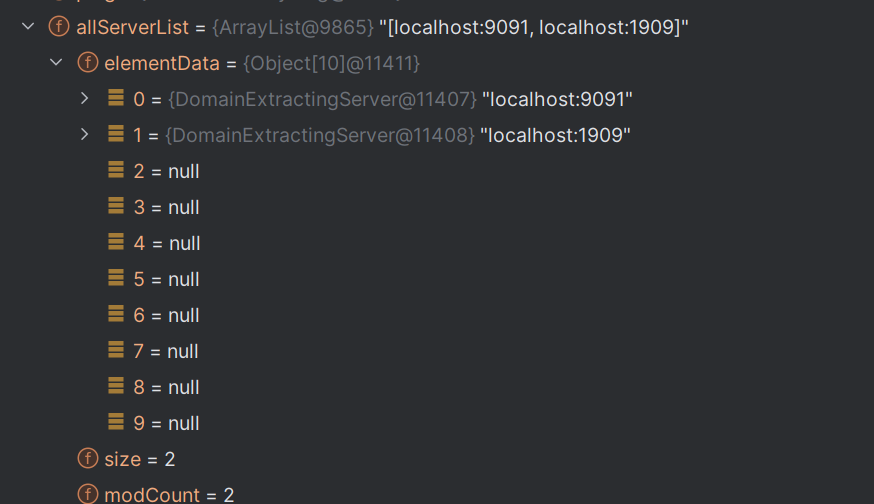 f allServerList = {ArrayList@9865} "[localhost:9091, localhost:1909]"
f elementData = {Object[10]@11411}
0 = {DomainExtractingServer@11407} "localhost:9091"
1 = {DomainExtractingServer@11408} "localhost:1909"
2 = null
3 = null
4 = null
5 = null
6 = null
7 = null
8 = null
9 = null
f size = 2
f modCount = 2